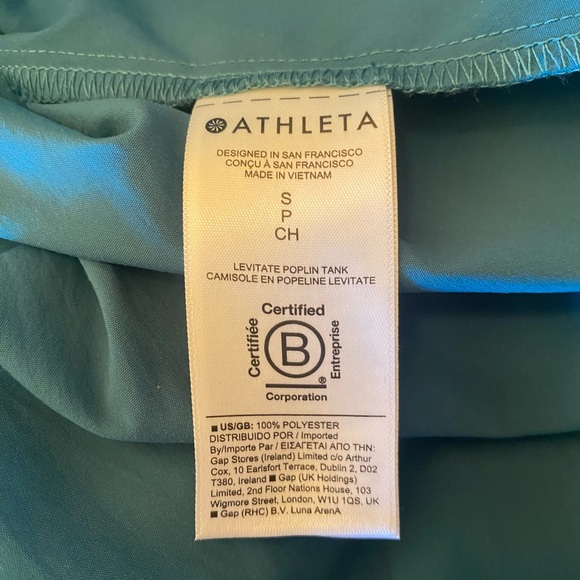 ATHLETA
DESIGNED IN SAN FRANCISCO
CONÇU À SAN FRANCISCO
MADE IN VIETNAM
S
P
CH
LEVITATE POPLIN TANK
CAMISOLE EN POPELINE LEVITATE
Certified
Certifiée
B
Entreprise
®
Corporation
■ US/GB: 100% POLYESTER
DISTRIBUIDO POR / Imported
By/Importe Par / ΕΙΣΑΓΕΤΑΙ ΑΠΟ ΤΗΝ:
Gap Stores (Ireland) Limited c/o Arthur
Cox, 10 Earlsfort Terrace, Dublin 2, D02
T380, Ireland ■ Gap (UK Holdings)
Limited, 2nd Floor Nations House, 103
Wigmore Street, London, W1U 1QS, UK
■ Gap (RHC) B.V. Luna ArenA